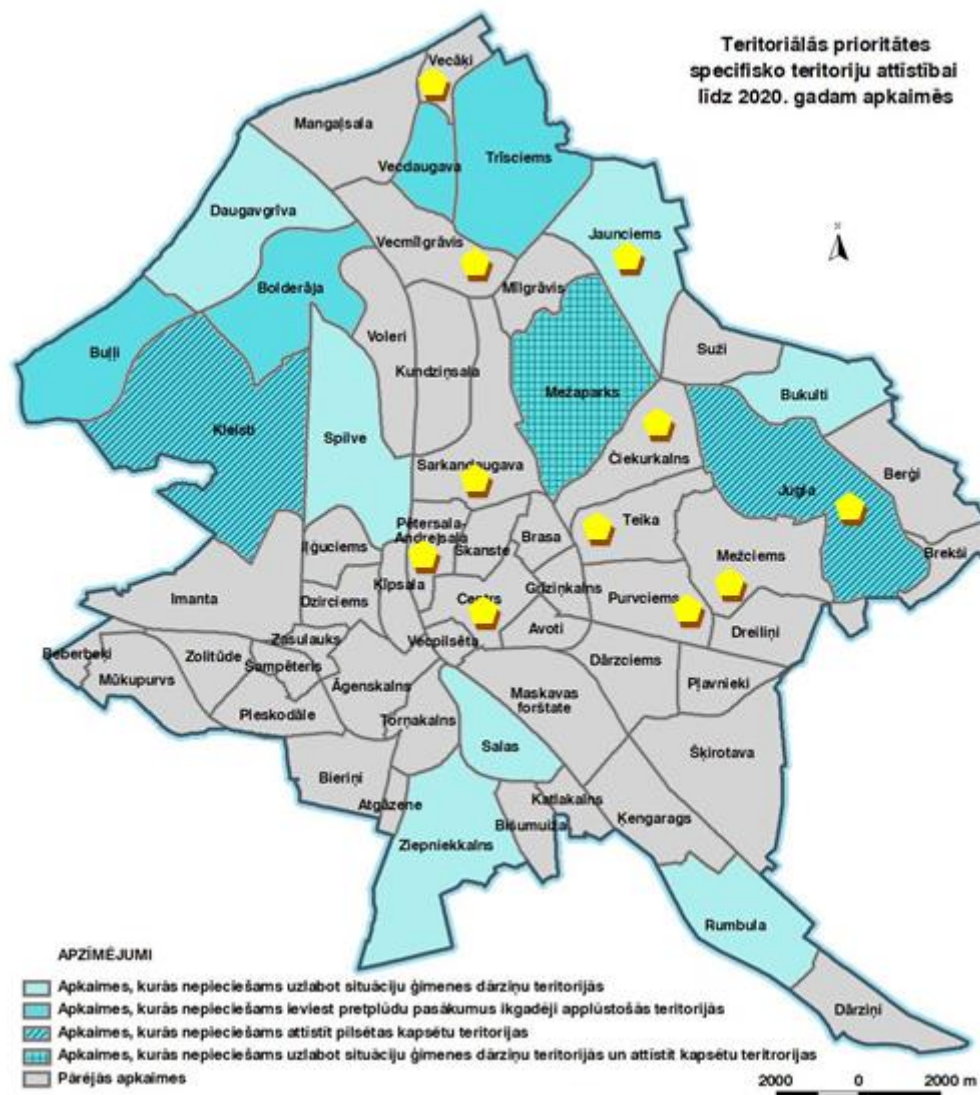 Teritoriālās prioritātes
specifisko teritoriju attīstībai
līdz 2020. gadam apkaimēs
Vecāķi
Mangaļsala
Vecdaugava
Trīsciems
Daugavgrīva
Vecmīlgrāvis
Jaunciems
Bolderāja
Mīlgrāvis
Voleri
Buļļi
Kundziņsala
Suži
Mežaparks
Bukulti
Kleisti
Spilve
Čiekurkalns
Sarkandaugava
Berģi
Jugla
Pētersala-
Andrejsala
Teika
Skanste
Brasa
Iļģuciems
Mežciems
Brekši
Ķīpsala
Imanta
Dzirciems
Centrs
Grīziņkalns
Purvciems
Avoti
Dreiliņi
Zasulauks
Vecpilsēta
Beberbeķi
Zolitūde
Šampēteris
Dārzciems
Mūkupurvs
Āgenskalns
Pļavnieki
Maskavas
forštate
Pleskodāle
Torņakalns
Salas
Šķirotava
Bieriņi
Atgāzene
Katlakalns
Bišumuiža
Ķengarags
Ziepniekkalns
Rumbula
Dārziņi
APZĪMĒJUMI
Apkaimes, kurās nepieciešams uzlabot situāciju ģimenes dārziņu teritorijās
Apkaimes, kurās nepieciešams ieviest pretplūdu pasākumus ikgadēji applūstošās teritorijās
Apkaimes, kurās nepieciešams attīstīt pilsētas kapsētu teritorijas
Apkaimes, kurās nepieciešams uzlabot situāciju ģimenes dārziņu teritorijās un attīstīt kapsētu teritrorijas
Pārējās apkaimes
2000 0 2000 m